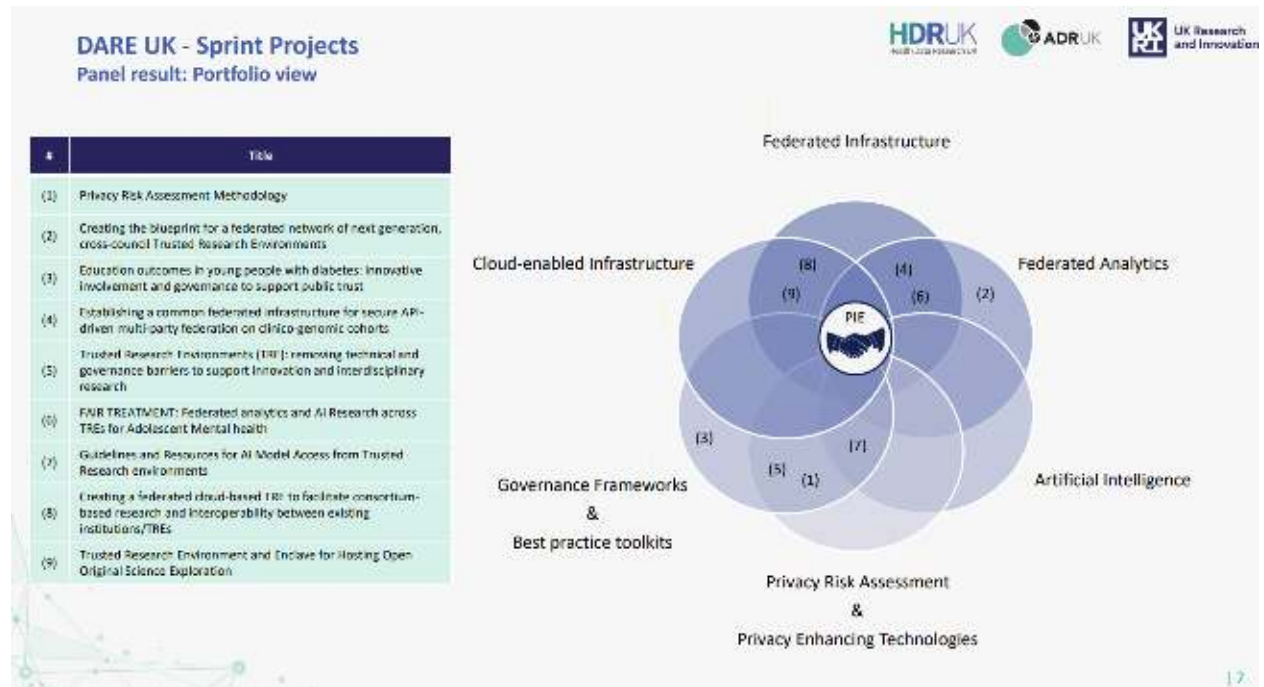 DARE UK - Sprint Projects
Panel result: Portfolio view
HDRUK
Health Data Research UK
ADRUK
UK
RI
UK Research
and Innovation
# Title
(1) Privacy Risk Assessment Methodology
(2) Creating the blueprint for a federated network of next generation,
cross-council Trusted Research Environments
(3) Education outcomes in young people with diabetes: innovative
involvement and governance to support public trust
(4) Establishing a common federated infrastructure for secure API-
driven multi-party federation on clinico-genomic cohorts
(5) Trusted Research Environments (TRE): removing technical and
governance barriers to support innovation and interdisciplinary
research
(6) FAIR TREATMENT: Federated analytics and AI Research across
TREs for Adolescent Mental health
(7) Guidelines and Resources for AI Model Access from Trusted
Research environments
(8) Creating a federated cloud-based TRE to facilitate consortium-
based research and interoperability between existing
institutions/TREs
(9) Trusted Research Environment and Enclave for Hosting Open
Original Science Exploration
Federated Infrastructure
Cloud-enabled Infrastructure
Federated Analytics
(8)
(4)
(9)
(6)
(2)
PIE
(3)
(7)
(5)
(1)
Artificial Intelligence
Governance Frameworks
&
Best practice toolkits
Privacy Risk Assessment
&
Privacy Enhancing Technologies
| 7